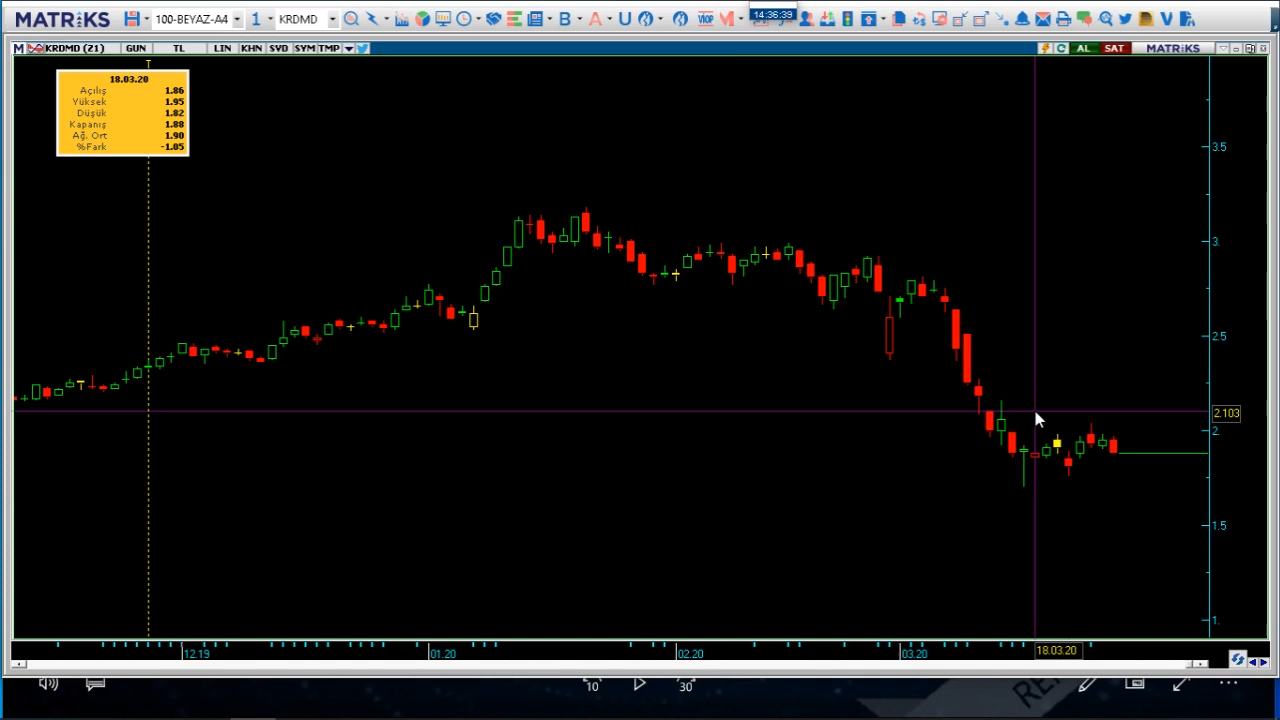 MATRiKS 100-BEYAZ-A4 1 KRDMD B A U VIOP M 14:36:39 V
M KRDMD (21) GUN TL LIN KHN SVD SYM TMP AL SAT MATRiKS
T
18.03.20
Açılış 1.86
Yüksek 1.95
Düşük 1.82
Kapanış 1.88
Ağ. Ort 1.90
%Fark -1.05
3.5
3.
2.5
2.103
2.
1.5
1.
12.19 01.20 02.20 03.20 18.03.20
10 30